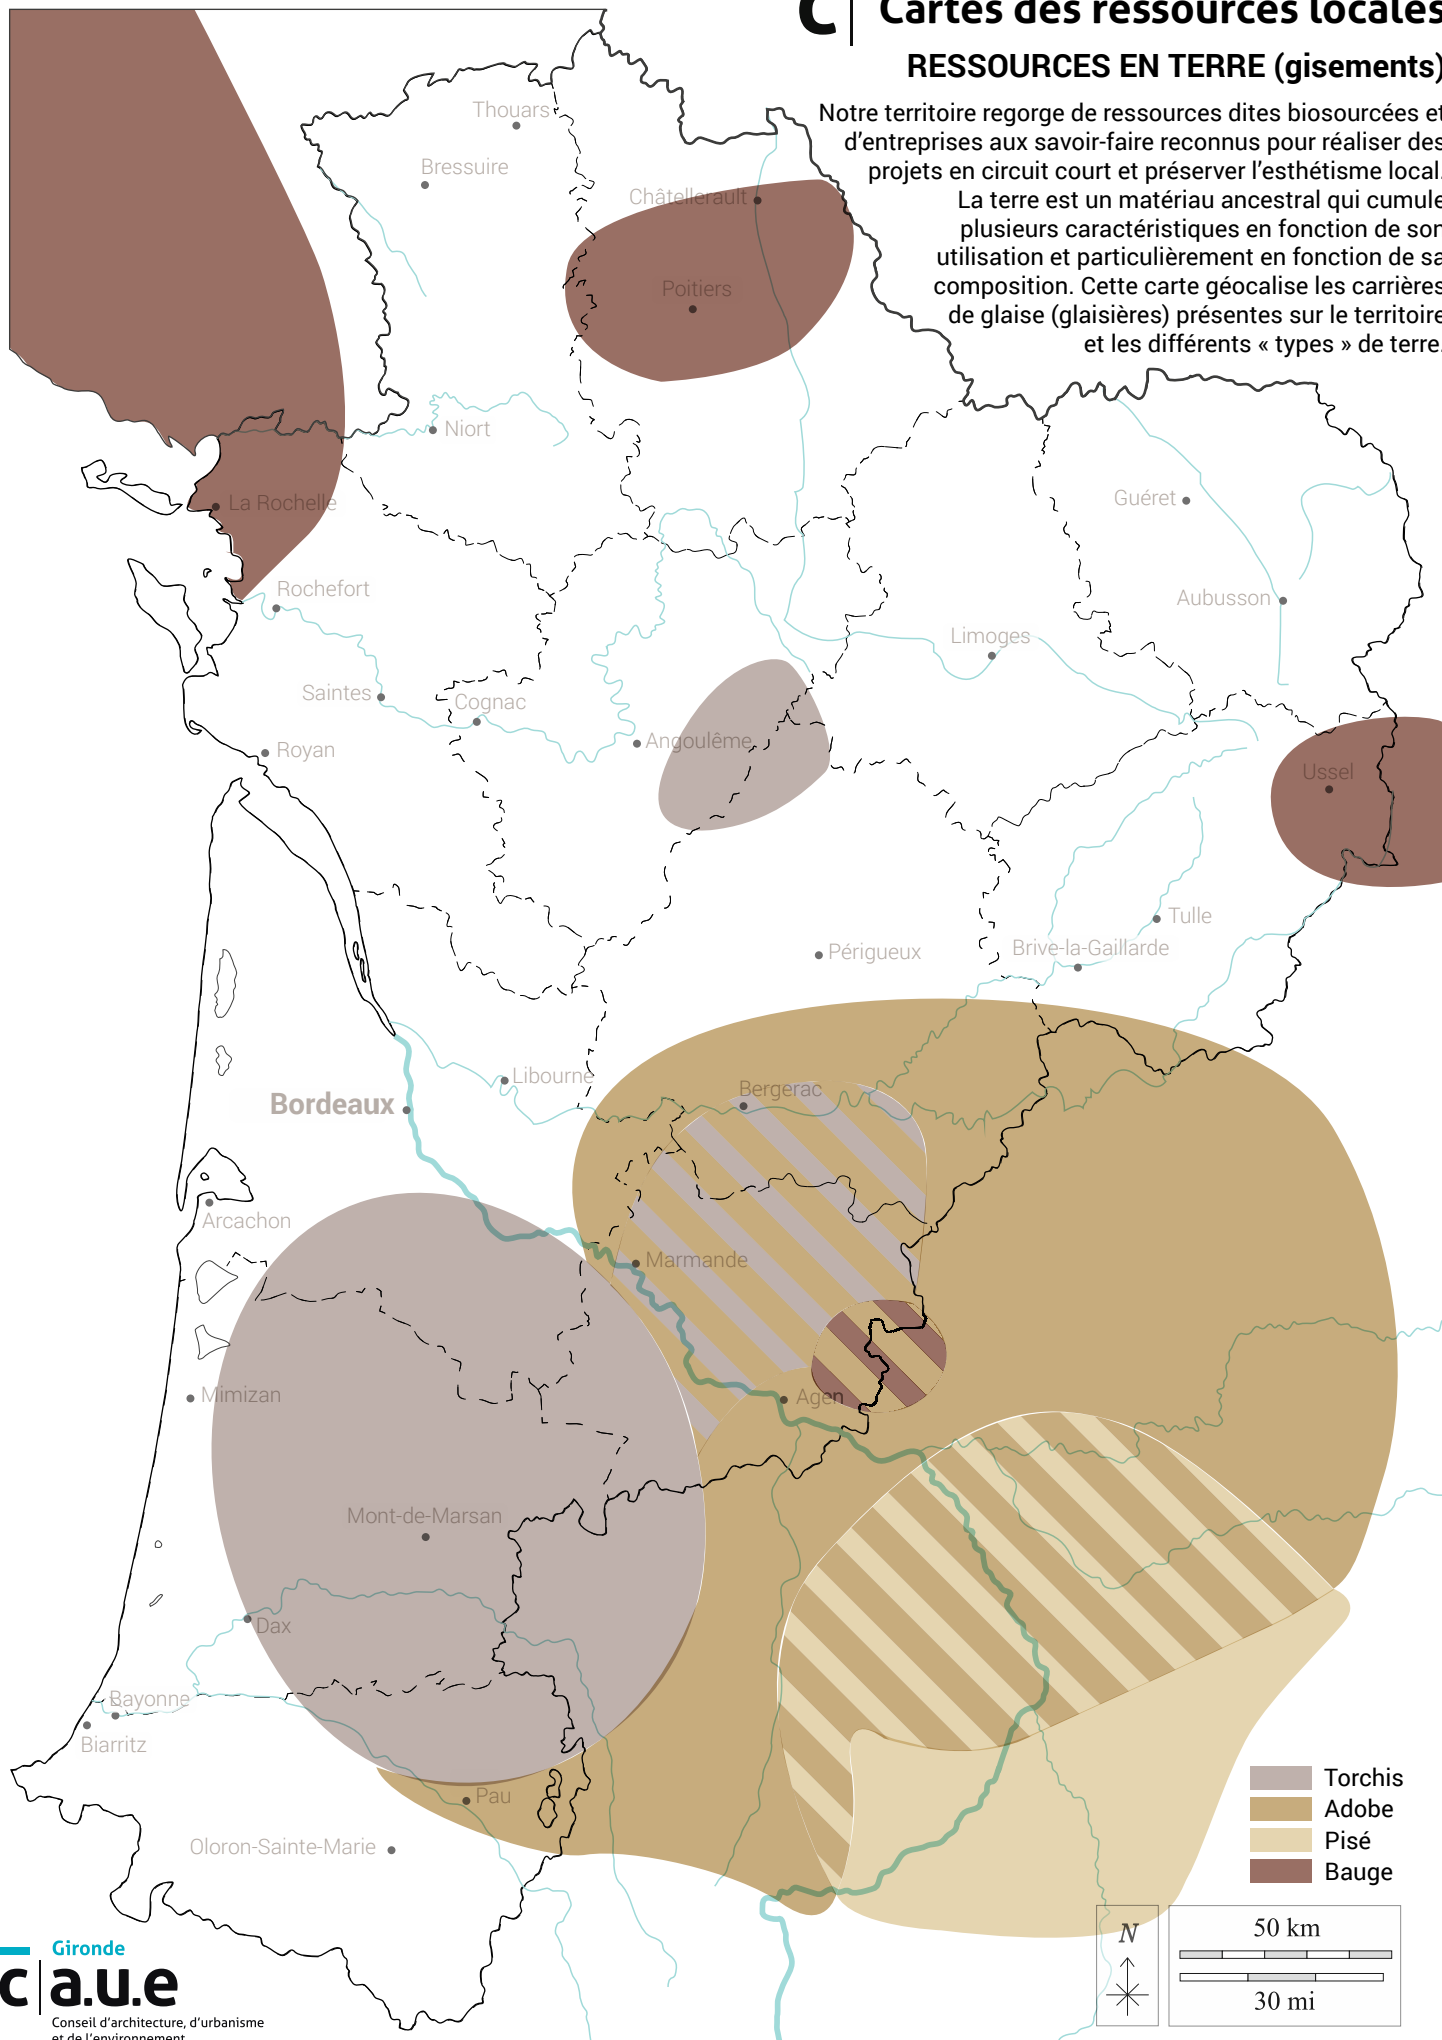 c| Cartes des ressources locales
RESSOURCES EN TERRE (gisements)
Notre territoire regorge de ressources dites biosourcées et
d'entreprises aux savoir-faire reconnus pour réaliser des
projets en circuit court et préserver l'esthétisme local.
La terre est un matériau ancestral qui cumule
plusieurs caractéristiques en fonction de son
utilisation et particulièrement en fonction de sa
composition. Cette carte géocalise les carrières
de glaise (glaisières) présentes sur le territoire
et les différents « types » de terre.
Thouars
Bressuire
Châtellerault
Poitiers
Niort
La Rochelle
Guéret
Rochefort
Aubusson
Limoges
Saintes
Cognac
Angoulême
Royan
Ussel
Tulle
Périgueux
Brive-la-Gaillarde
Libourne
Bergerac
Bordeaux
Arcachon
Marmande
Mimizan
Agen
Mont-de-Marsan
Dax
Bayonne
Biarritz
Pau
Oloron-Sainte-Marie
Torchis
Adobe
Pisé
Bauge
N
50 km
30 mi
Gironde
c|a.u.e
Conseil d'architecture, d'urbanisme
et de l'environnement